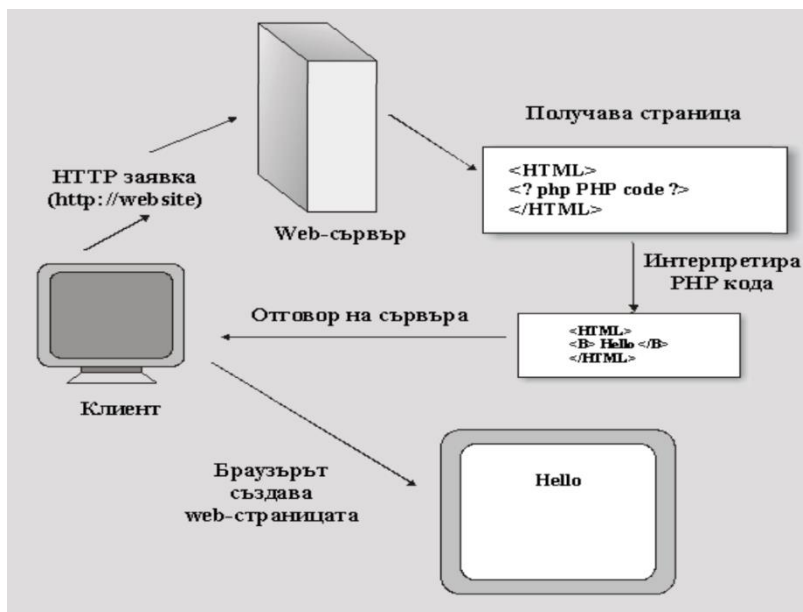 HTTP заявка
(http://website)
Web-сървър
Получава страница
<HTML>
<? php PHP code ?>
</HTML>
Интерпретира
PHP кода
<HTML>
<B> Hello </B>
</HTML>
Отговор на сървъра
Клиент
Браузърът
създава
web-страницата
Hello